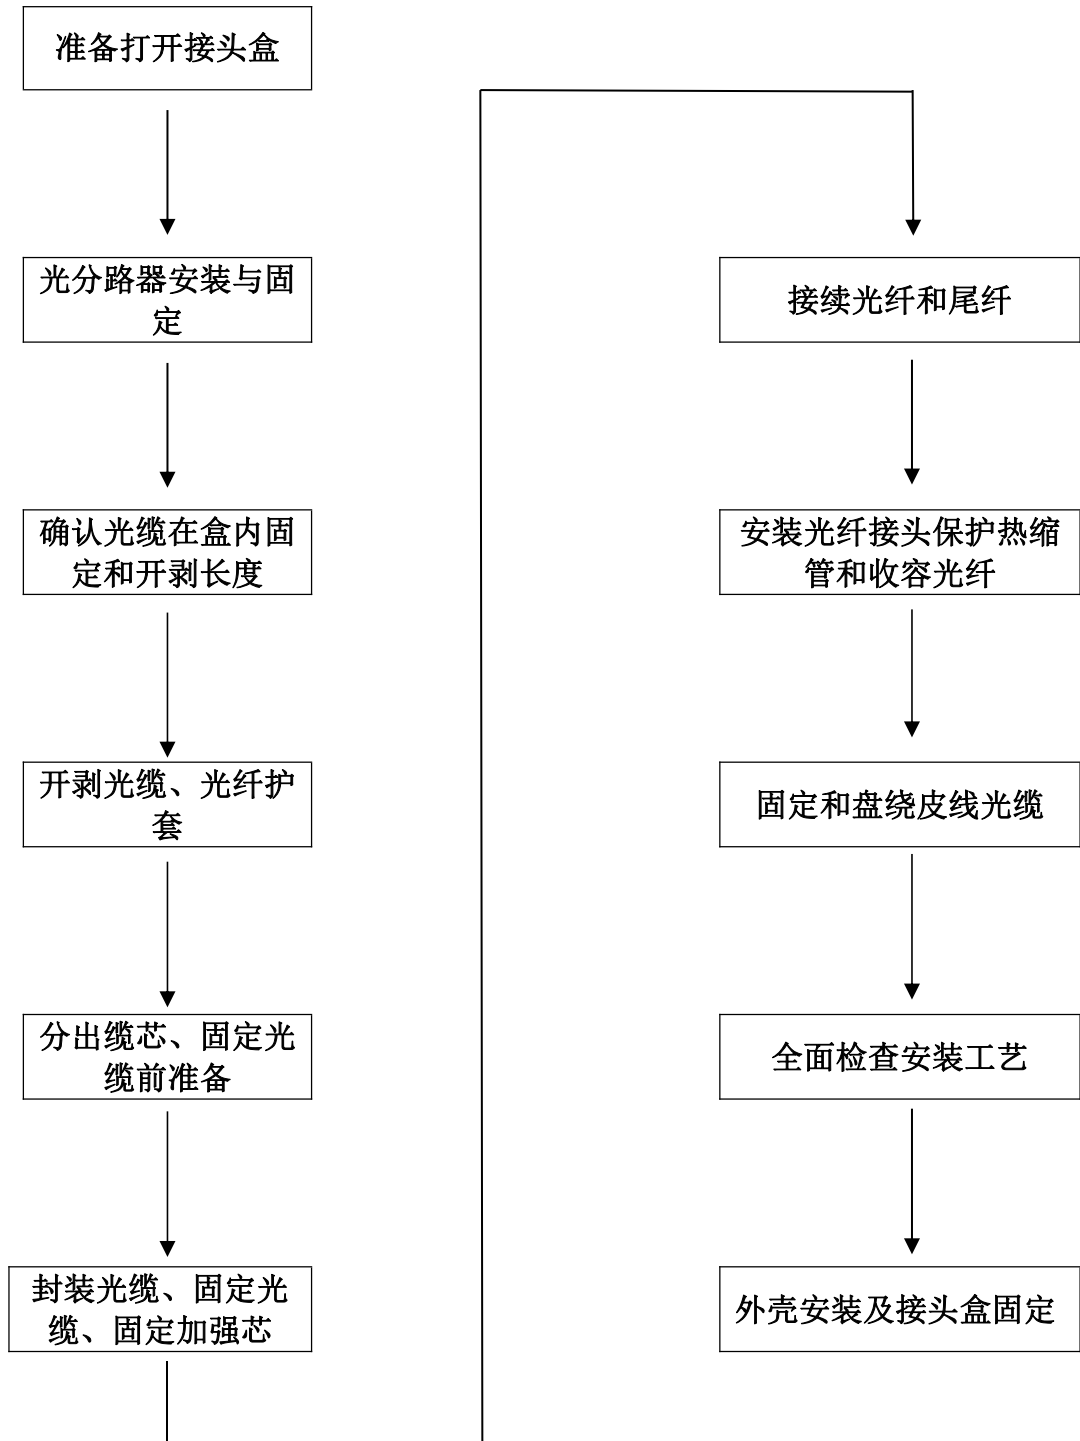 准备打开接头盒
光分路器安装与固
定
确认光缆在盒内固
定和开剥长度
开剥光缆、光纤护
套
分出缆芯、固定光
缆前准备
封装光缆、固定光
缆、固定加强芯
接续光纤和尾纤
安装光纤接头保护热缩
管和收容光纤
固定和盘绕皮线光缆
全面检查安装工艺
外壳安装及接头盒固定